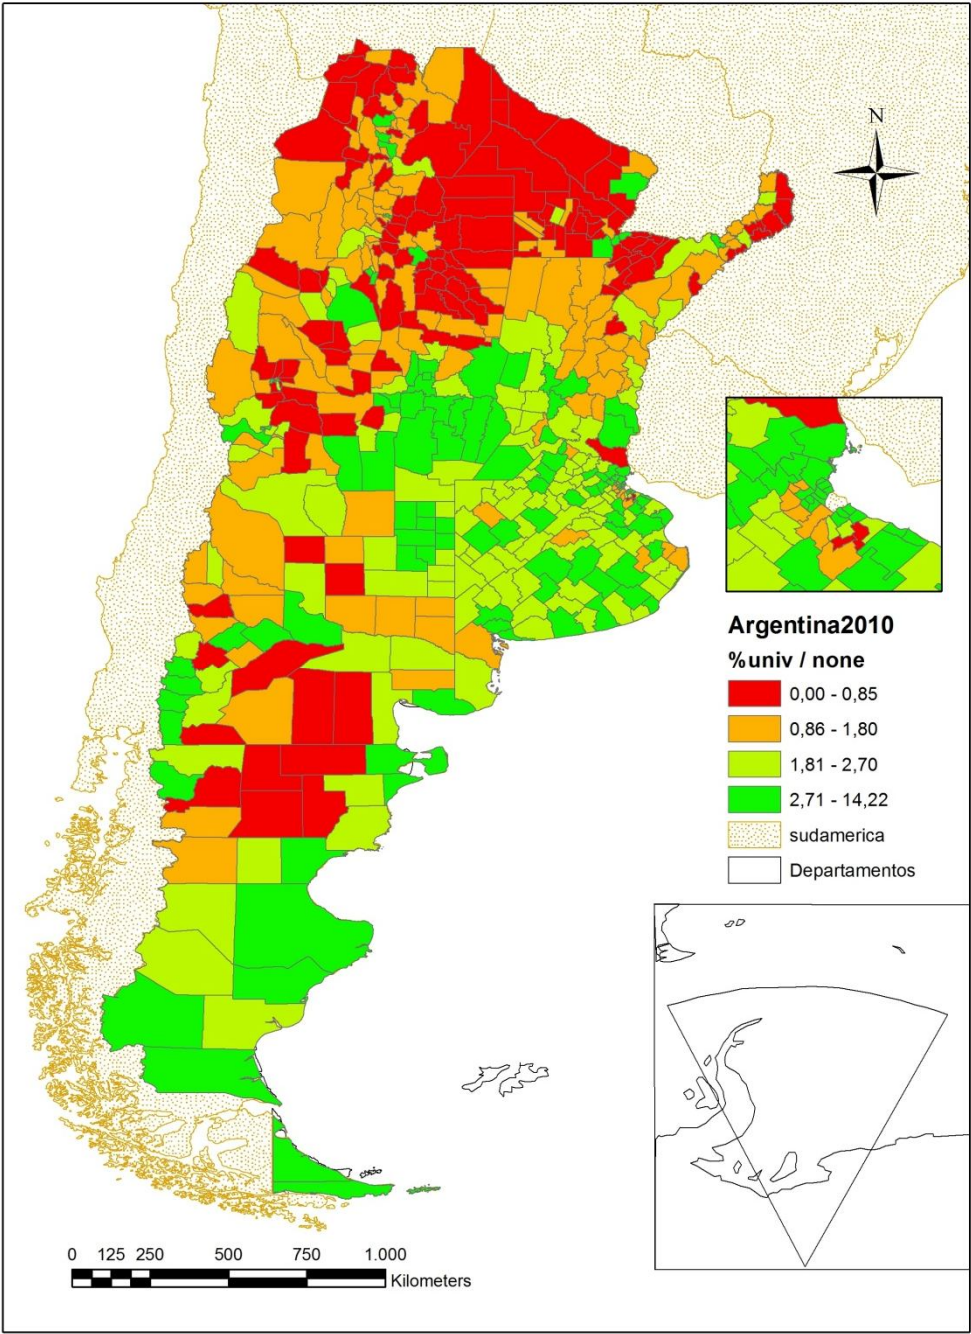 N
Argentina2010
%univ / none
0,00 - 0,85
0,86 - 1,80
1,81 - 2,70
2,71 - 14,22
sudamerica
Departamentos
0 125 250 500 750 1.000
Kilometers